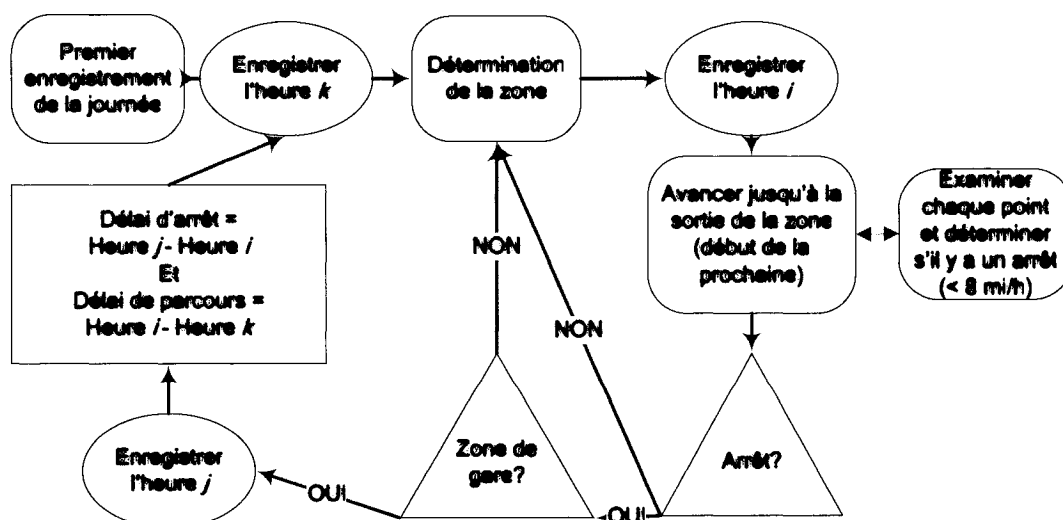 Premier
enregistrement
de la journée
Enregistrer
l'heure k
Détermination
de la zone
Enregistrer
l'heure i
Avancer jusqu'à la
sortie de la zone
(début de la
prochaine)
Examiner
chaque point
et déterminer
s'il y a un arrêt
(< 8 mi/h)
Délai d'arrêt =
Heure j - Heure i
Et
Délai de parcours =
Heure i - Heure k
NON
NON
Enregistrer
l'heure j
OUI
Zone de
gare?
OUI
Arrêt?